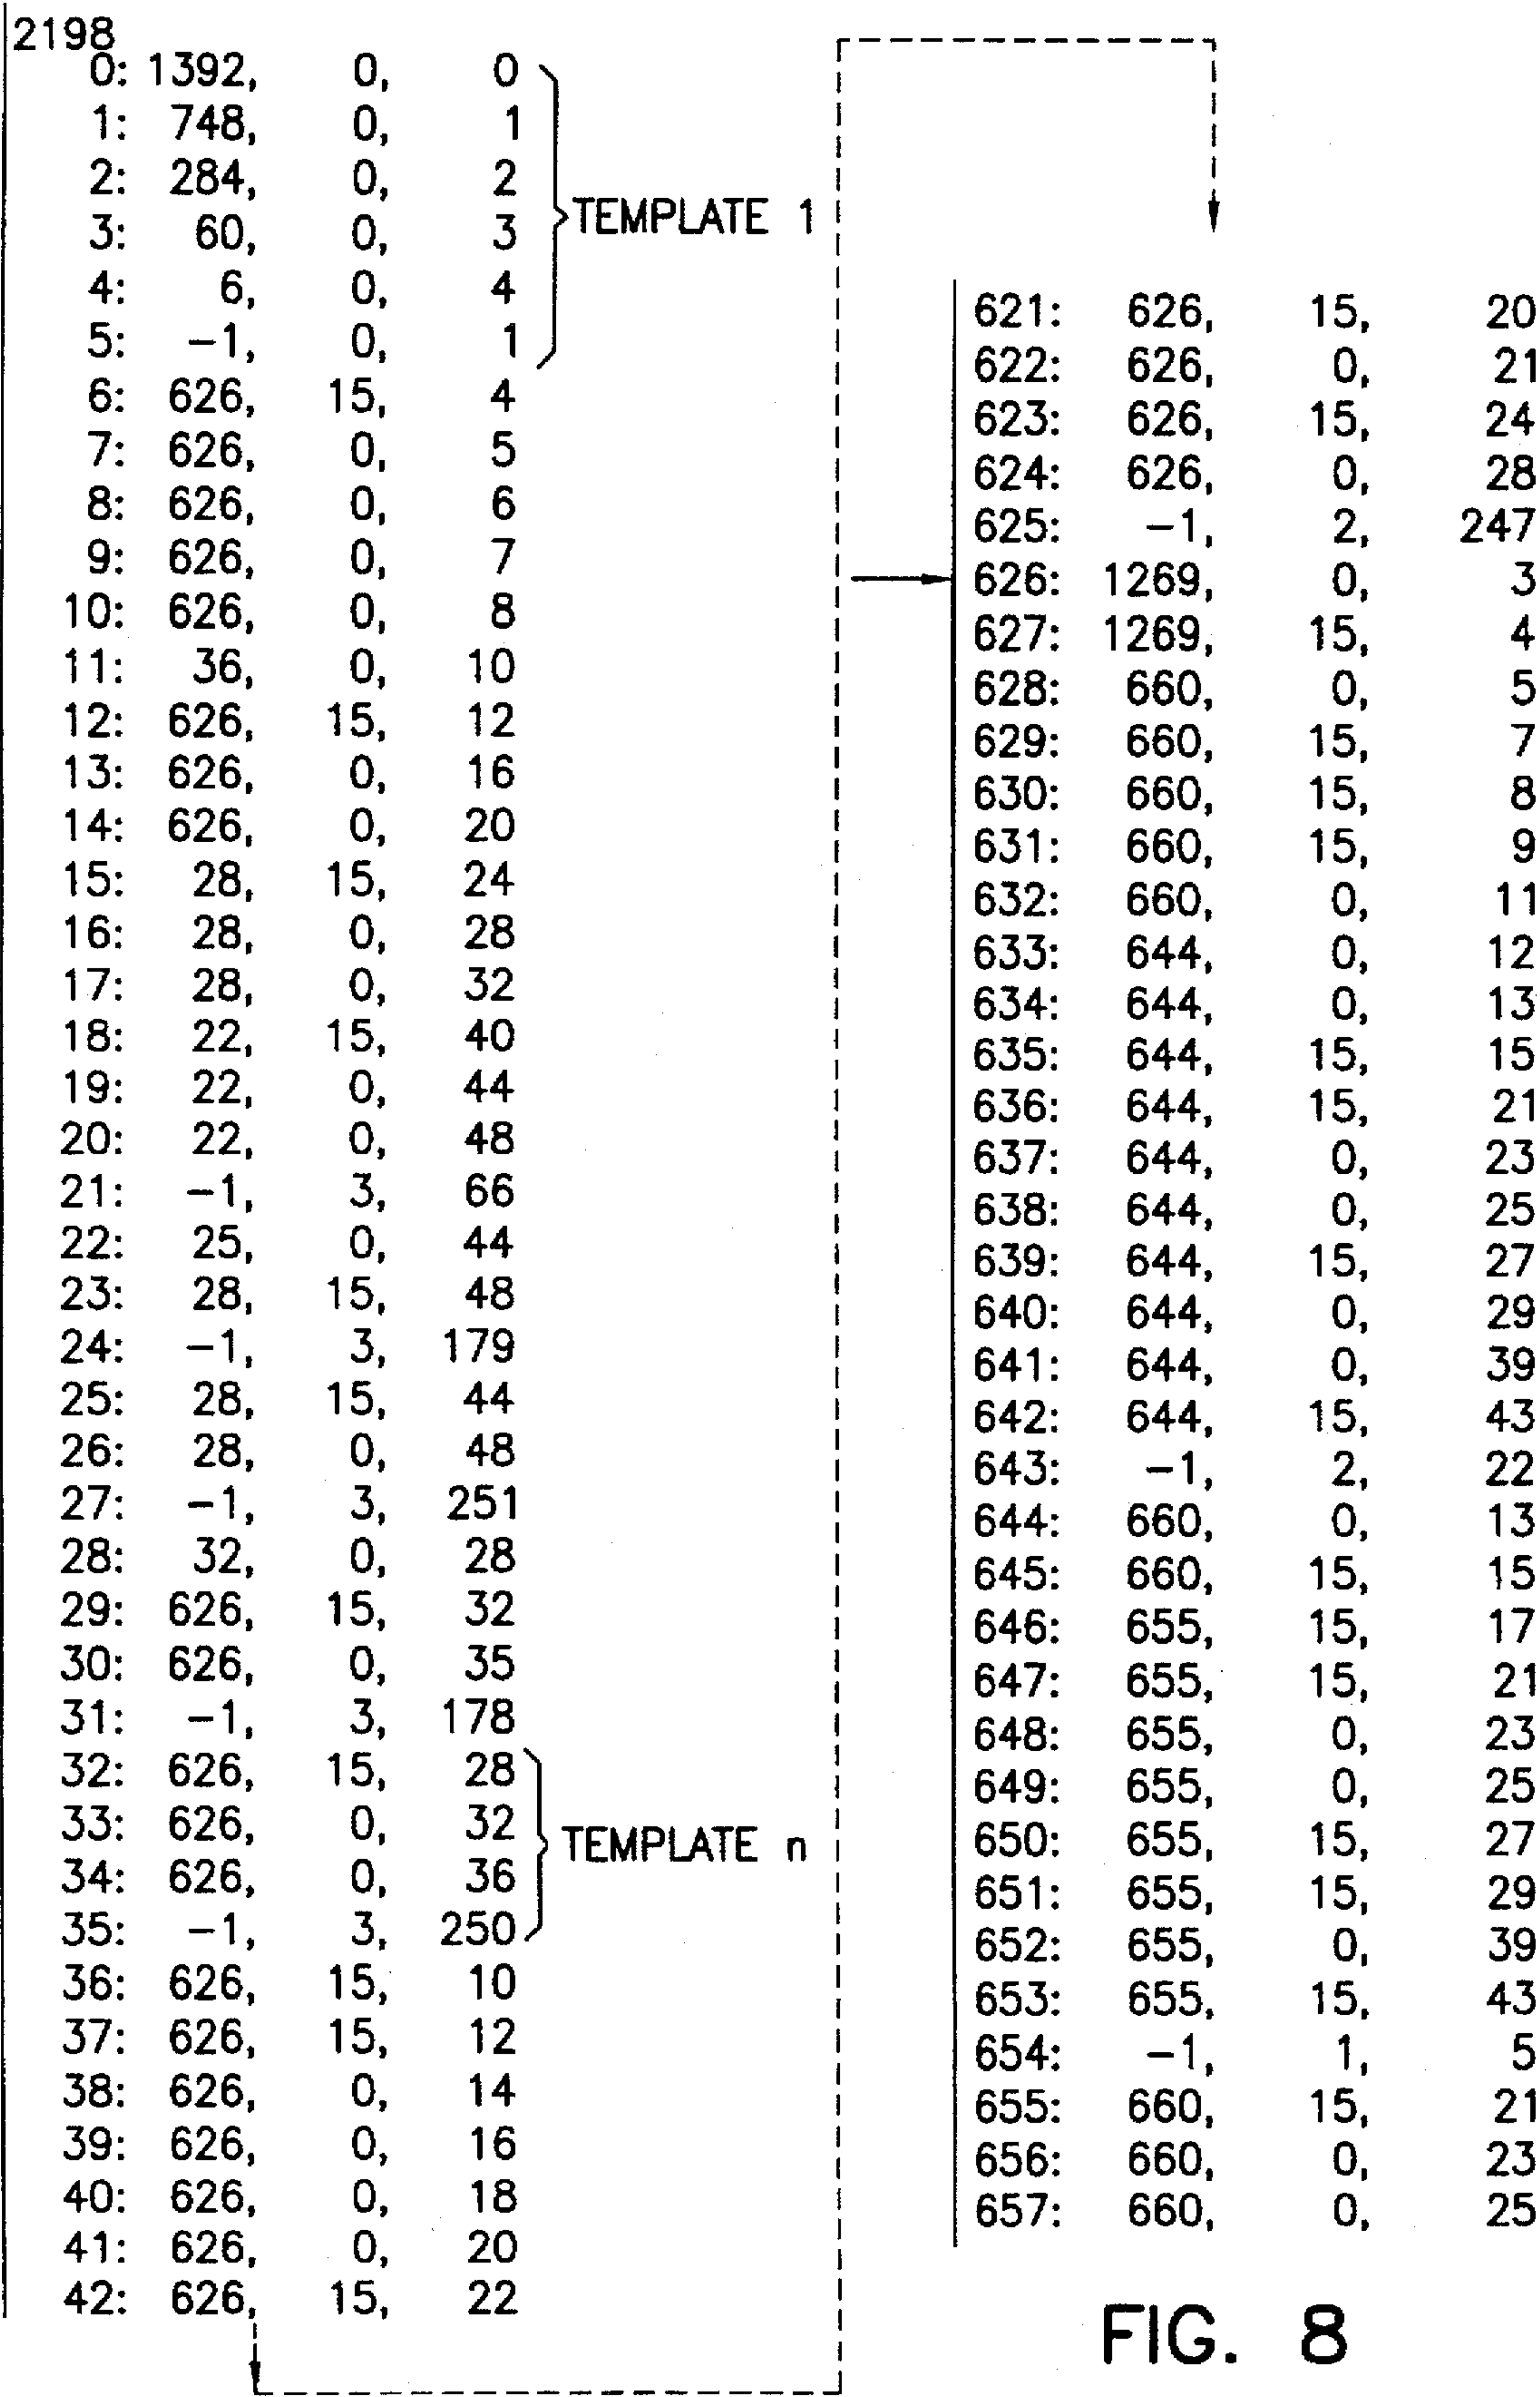 2198
0: 1392, 0, 0
1: 748, 0, 1
2: 284, 0, 2
3: 60, 0, 3
TEMPLATE 1
4: 6, 0, 4
5: -1, 0, 1
6: 626, 15, 4
7: 626, 0, 5
8: 626, 0, 6
9: 626, 0, 7
10: 626, 0, 8
11: 36, 0, 10
12: 626, 15, 12
13: 626, 0, 16
14: 626, 0, 20
15: 28, 15, 24
16: 28, 0, 28
17: 28, 0, 32
18: 22, 15, 40
19: 22, 0, 44
20: 22, 0, 48
21: -1, 3, 66
22: 25, 0, 44
23: 28, 15, 48
24: -1, 3, 179
25: 28, 15, 44
26: 28, 0, 48
27: -1, 3, 251
28: 32, 0, 28
29: 626, 15, 32
30: 626, 0, 35
31: -1, 3, 178
32: 626, 15, 28
33: 626, 0, 32
TEMPLATE n
34: 626, 0, 36
35: -1, 3, 250
36: 626, 15, 10
37: 626, 15, 12
38: 626, 0, 14
39: 626, 0, 16
40: 626, 0, 18
41: 626, 0, 20
42: 626, 15, 22
621: 626, 15, 20
622: 626, 0, 21
623: 626, 15, 24
624: 626, 0, 28
625: -1, 2, 247
626: 1269, 0, 3
627: 1269, 15, 4
628: 660, 0, 5
629: 660, 15, 7
630: 660, 15, 8
631: 660, 15, 9
632: 660, 0, 11
633: 644, 0, 12
634: 644, 0, 13
635: 644, 15, 15
636: 644, 15, 21
637: 644, 0, 23
638: 644, 0, 25
639: 644, 15, 27
640: 644, 0, 29
641: 644, 0, 39
642: 644, 15, 43
643: -1, 2, 22
644: 660, 0, 13
645: 660, 15, 15
646: 655, 15, 17
647: 655, 15, 21
648: 655, 0, 23
649: 655, 0, 25
650: 655, 15, 27
651: 655, 15, 29
652: 655, 0, 39
653: 655, 15, 43
654: -1, 1, 5
655: 660, 15, 21
656: 660, 0, 23
657: 660, 0, 25
FIG. 8